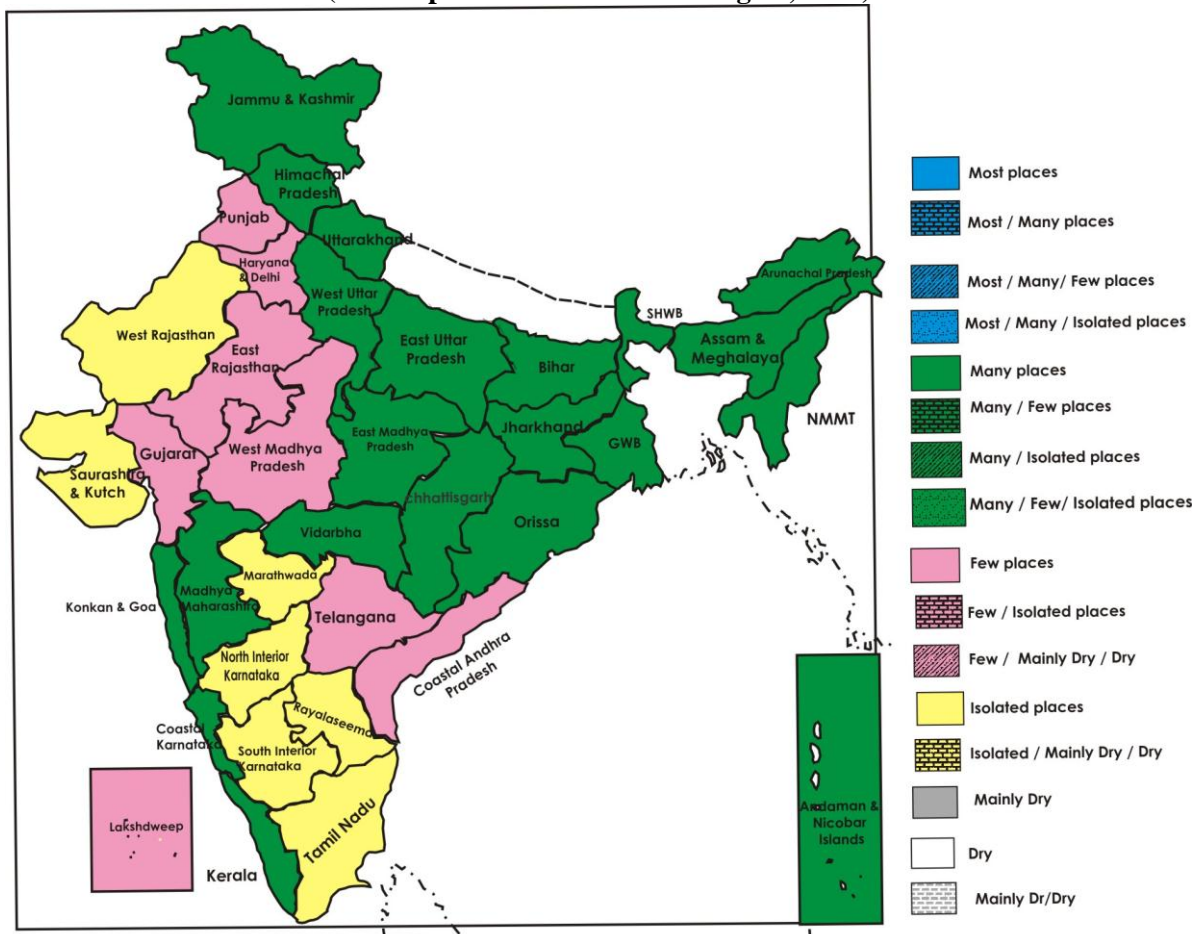 Jammu & Kashmir
Himachal
Pradesh
Punjab
Uttarakhand
Haryana
& Delhi
West Uttar
Pradesh
Arunachal Pradesh
SHWB
West Rajasthan
East
Rajasthan
East Uttar
Pradesh
Assam &
Meghalaya
Bihar
NMMT
Jharkhand
GWB
East Madhya
Pradesh
Gujarat
West Madhya
Pradesh
Saurashira
& Kutch
chhattisgarh
Orissa
Vidarbha
Marathwada
Madhya
Maharashira
Konkan & Goa
Telangana
North Interior
Karnataka
Coastal Andhra
Pradesh
Rayalaseema
Coastal
Karnataka
South Interior
Karnataka
Lakshdweep
Tamil Nadu
Kerala
Andaman &
Nicobar
Islands
Most places
Most / Many places
Most / Many/ Few places
Most / Many / Isolated places
Many places
Many / Few places
Many / Isolated places
Many / Few/ Isolated places
Few places
Few / Isolated places
Few / Mainly Dry / Dry
Isolated places
Isolated / Mainly Dry / Dry
Mainly Dry
Dry
Mainly Dr/Dry